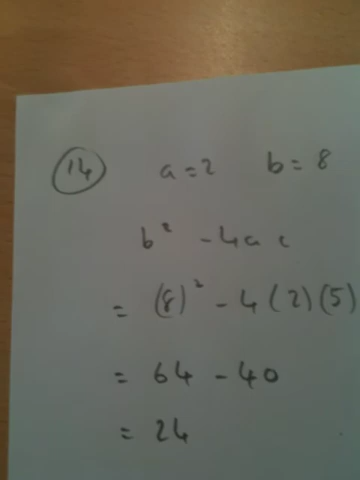 14 a=2 b=8
b² -4ac
= (8)² -4(2)(5)
= 64 -40
= 24